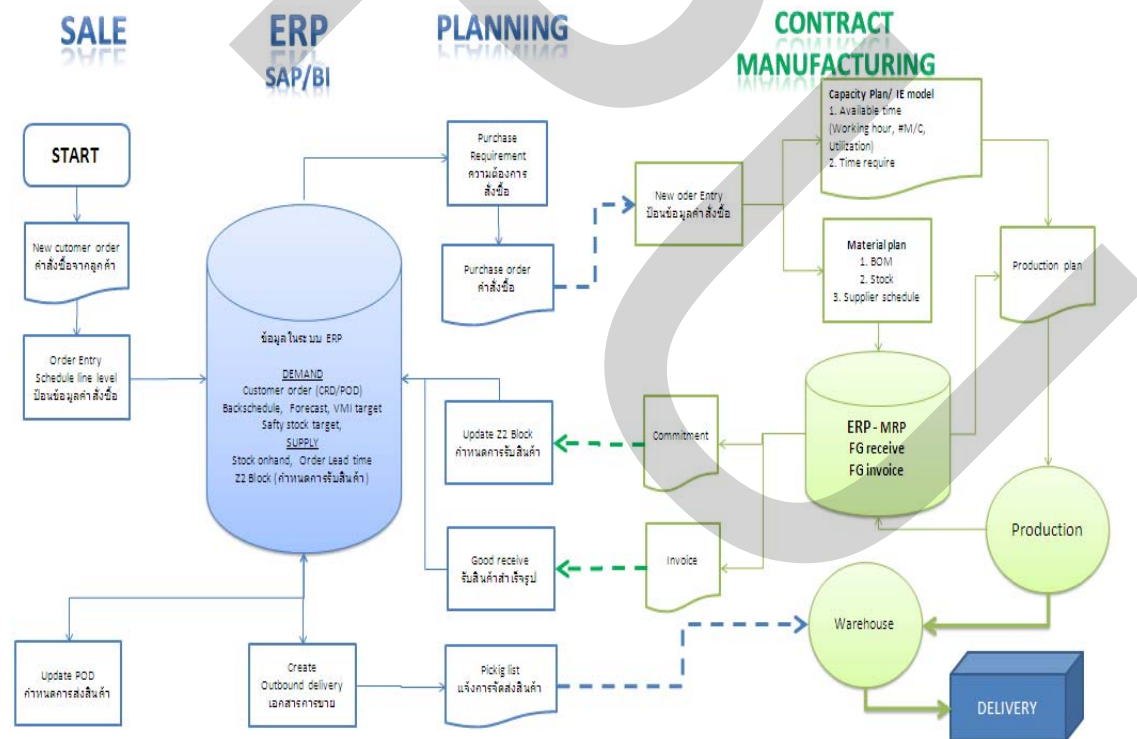 SALE
ERP
SAP/BI
PLANNING
CONTRACT
MANUFACTURING
START
New cutomer order
คำสั่งซื้อจากลูกค้า
Order Entry
Schedule line level
ป้อนข้อมูลคำสั่งซื้อ
ข้อมูลในระบบ ERP
DEMAND
Customer order (CRD/POD)
Backschedule, Forecast, VMI target
Safty stock target,
SUPPLY
Stock onhand, Order Lead time
Z2 Block (กำหนดการรับสินค้า)
Update POD
กำหนดการส่งสินค้า
Create
Outbound delivery
เอกสารการขาย
Purchase
Requirement
ความต้องการ
สั่งซื้อ
Purchase order
คำสั่งซื้อ
Update Z2 Block
กำหนดการรับสินค้า
Good receive
รับสินค้าสำเร็จรูป
Pickig list
แจ้งการจัดส่งสินค้า
New oder Entry
ป้อนข้อมูลคำสั่งซื้อ
Capacity Plan/ IE model
1. Available time
(Working hour, #M/C,
Utilization)
2. Time require
Material plan
1. BOM
2. Stock
3. Supplier schedule
Production plan
Commitment
Invoice
ERP - MRP
FG receive
FG invoice
Production
Warehouse
DELIVERY